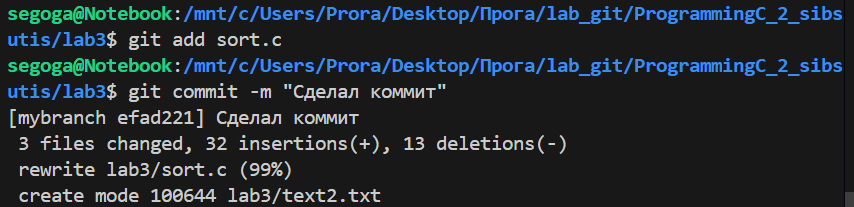 segoga@Notebook:/mnt/c/Users/Prora/Desktop/Прога/lab_git/ProgrammingC_2_sibs
utis/lab3$ git add sort.c
segoga@Notebook:/mnt/c/Users/Prora/Desktop/Прога/lab_git/ProgrammingC_2_sibs
utis/lab3$ git commit -m "Сделал коммит"
[mybranch efad221] Сделал коммит
 3 files changed, 32 insertions(+), 13 deletions(-)
 rewrite lab3/sort.c (99%)
 create mode 100644 lab3/text2.txt